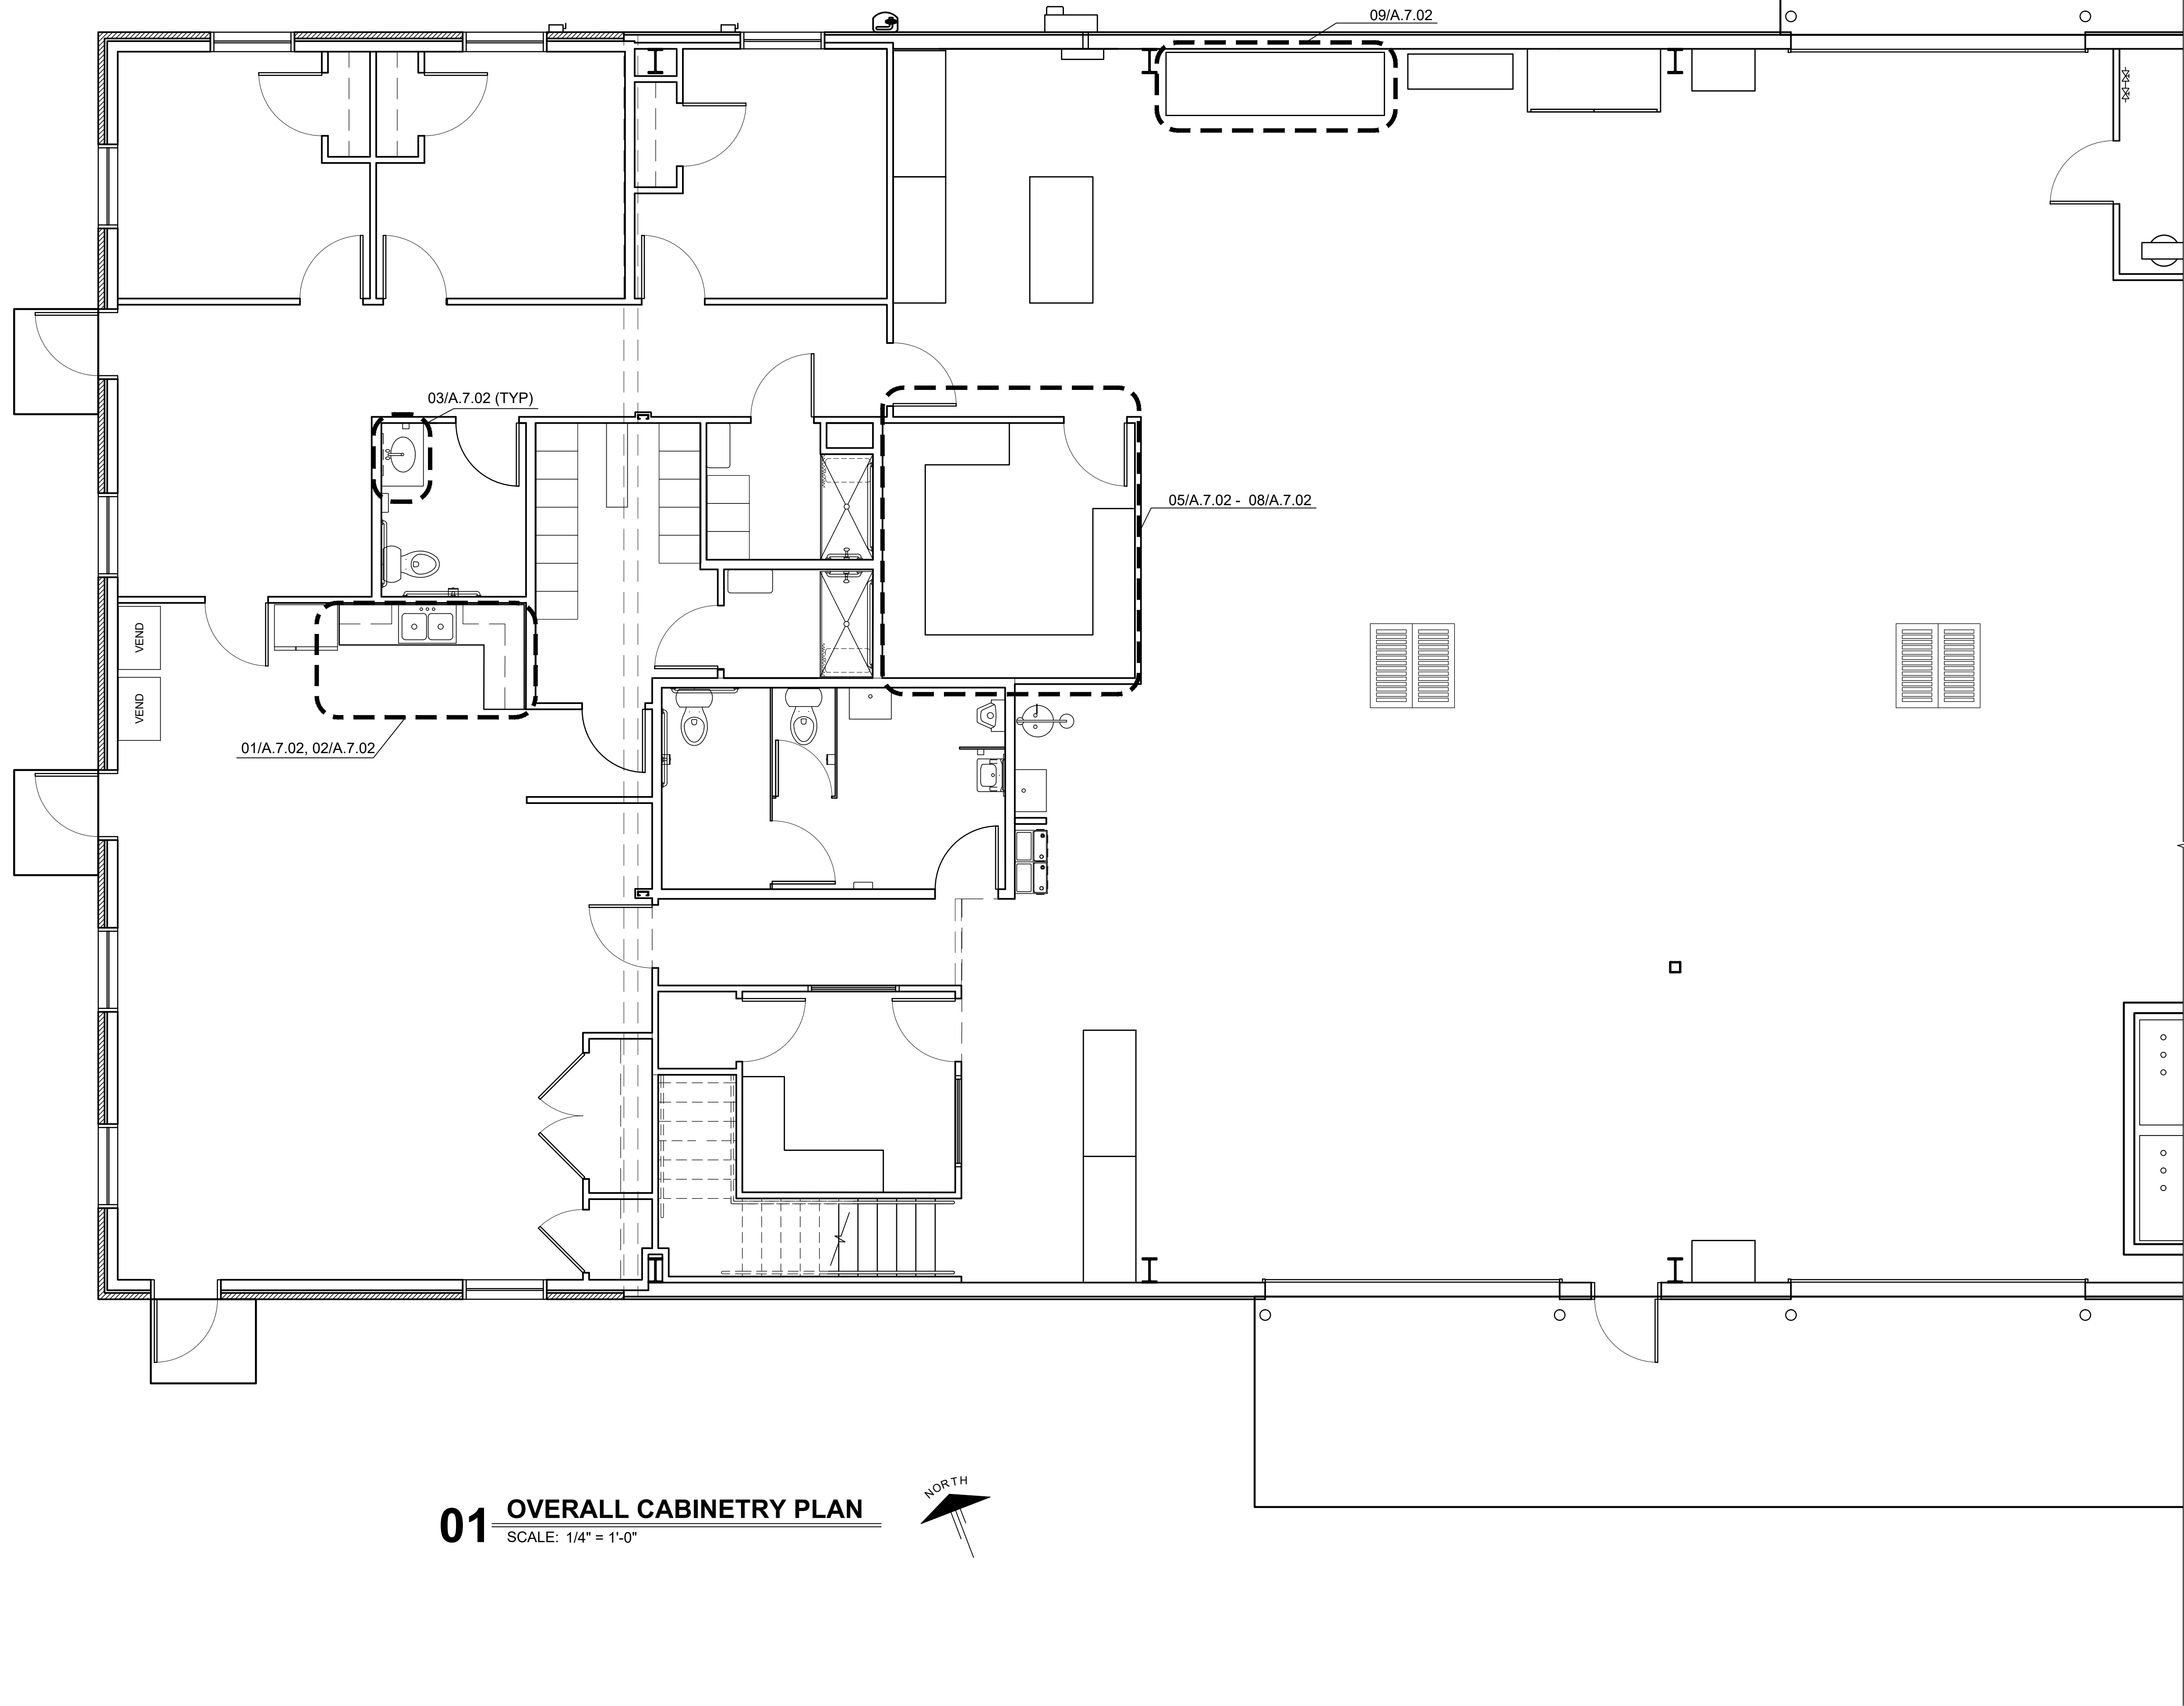 09/A.7.02
03/A.7.02 (TYP)
05/A.7.02 -  08/A.7.02
VEND
VEND
01/A.7.02, 02/A.7.02
NORTH
01
OVERALL CABINETRY PLAN
SCALE: 1/4" = 1'-0"